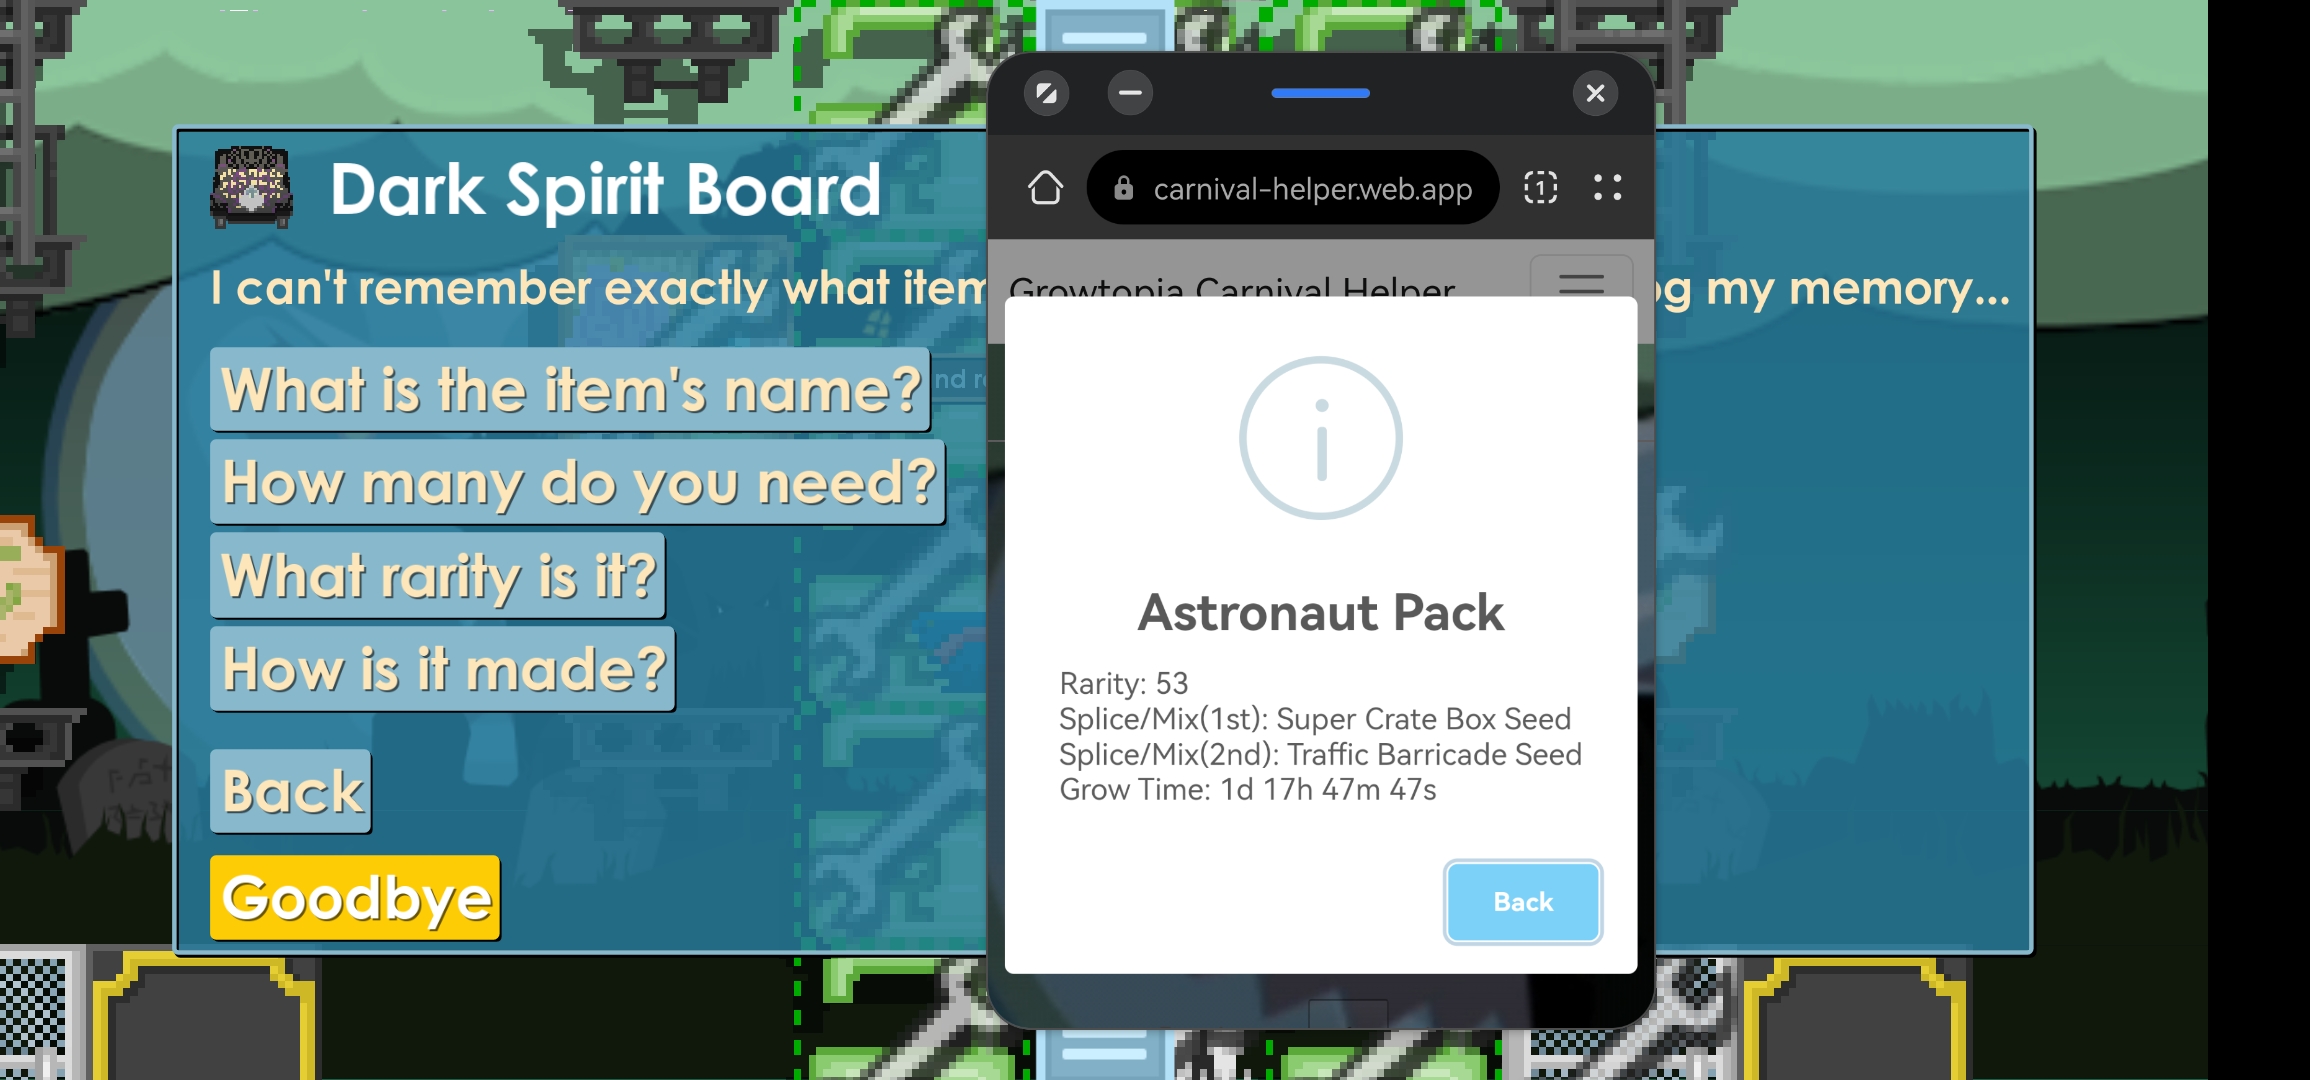 Dark Spirit Board
I can't remember exactly what item
my memory...
What is the item's name?
How many do you need?
What rarity is it?
How is it made?
Back
Goodbye
carnival-helper.web.app
1
Growtopia Carnival Helper
Astronaut Pack
Rarity: 53
Splice/Mix(1st): Super Crate Box Seed
Splice/Mix(2nd): Traffic Barricade Seed
Grow Time: 1d 17h 47m 47s
Back